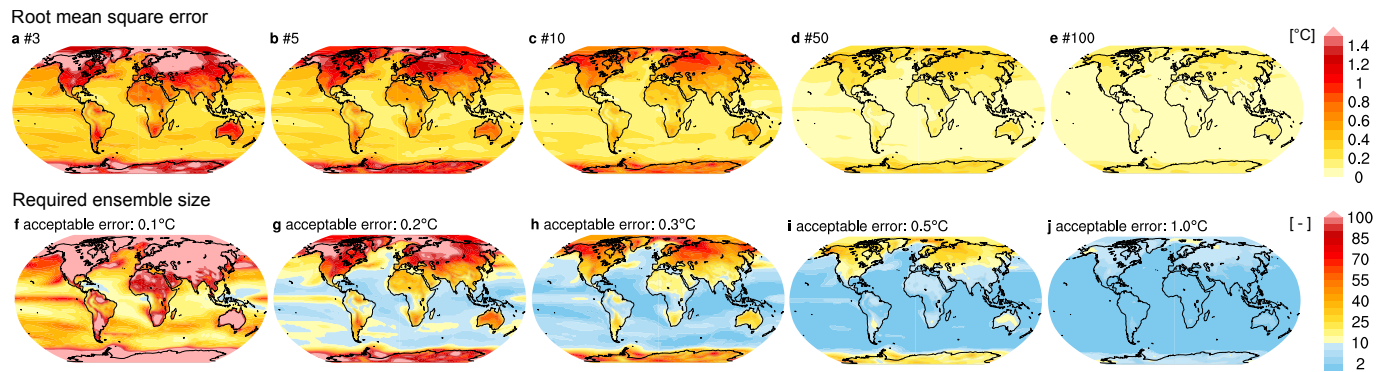 Root mean square error
a #3
b #5
c #10
d #50
e #100
[°C]
1.4
1.2
1
0.8
0.6
0.4
0.2
0
Required ensemble size
f acceptable error: 0.1°C
g acceptable error: 0.2°C
h acceptable error: 0.3°C
i acceptable error: 0.5°C
j acceptable error: 1.0°C
[ - ]
100
85
70
55
40
25
10
2